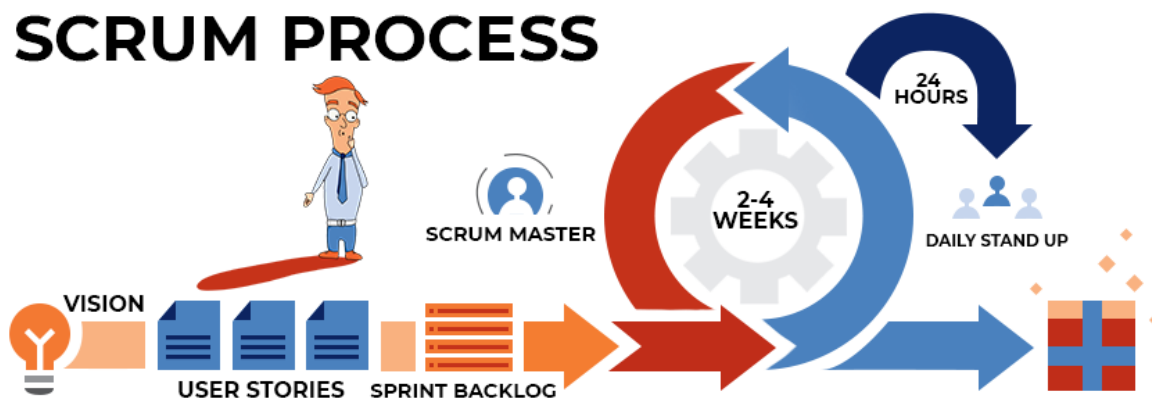 SCRUM PROCESS
24
HOURS
2-4
WEEKS
SCRUM MASTER
DAILY STAND UP
VISION
USER STORIES
SPRINT BACKLOG